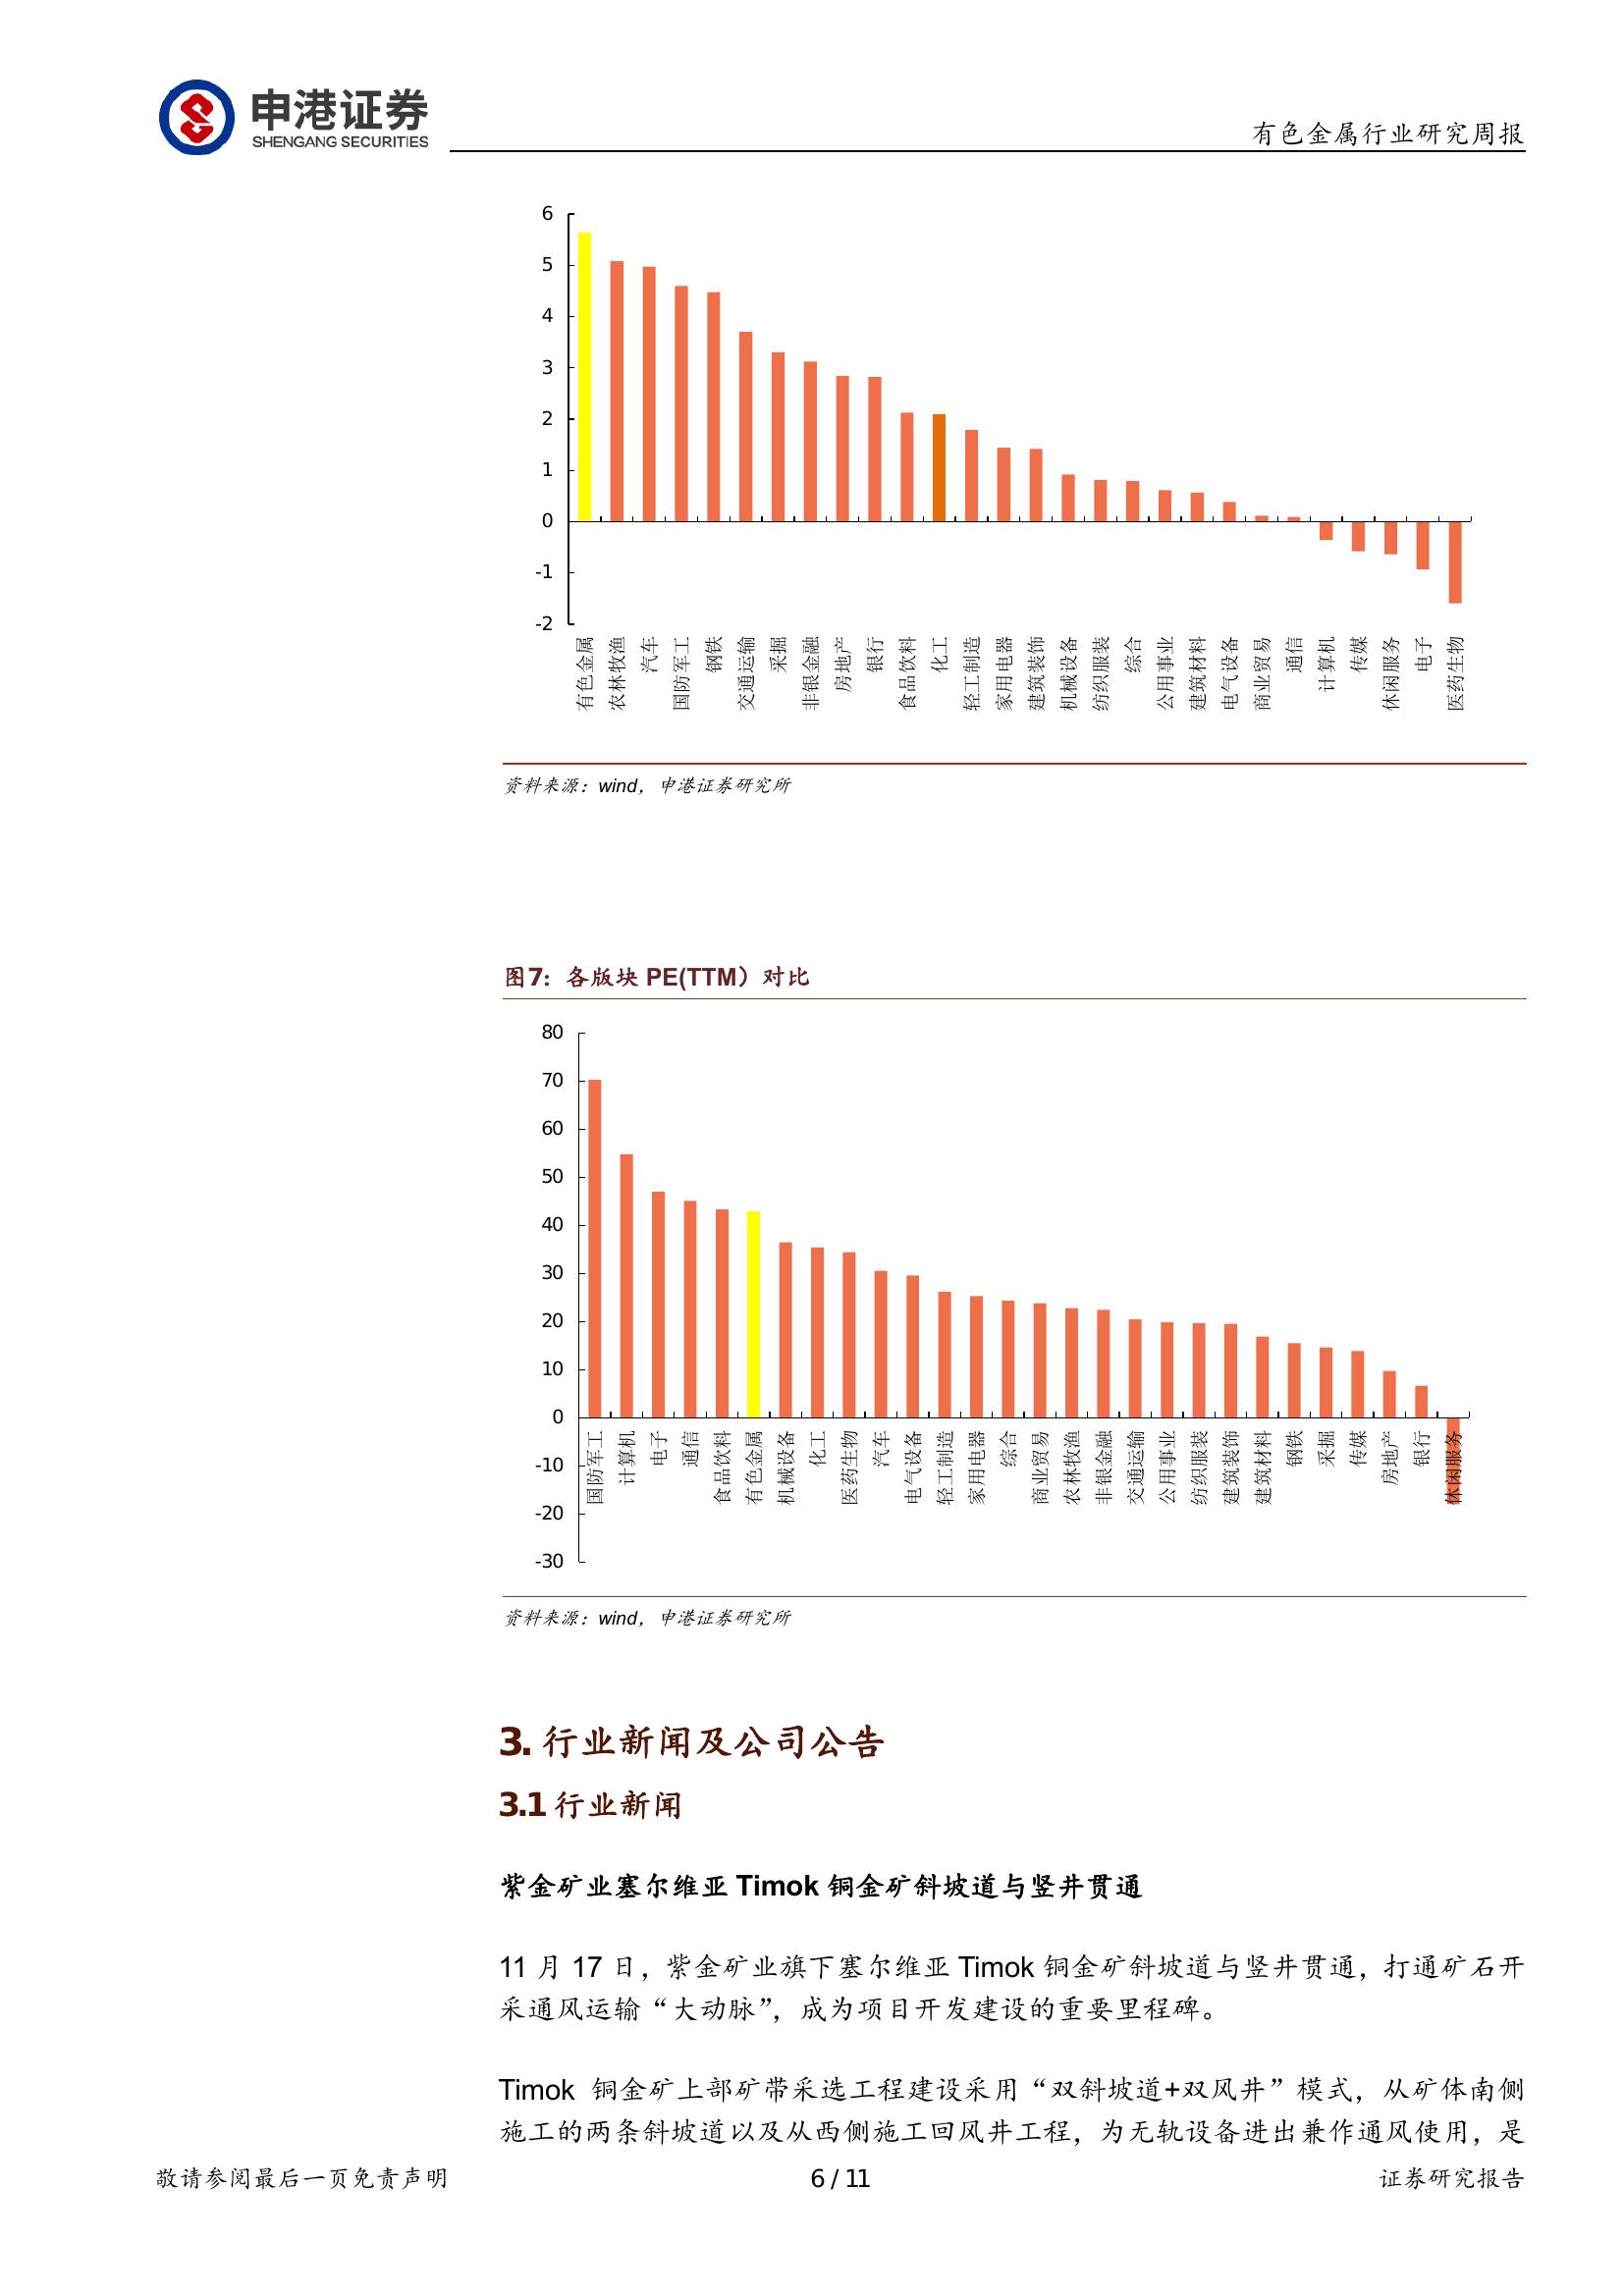 申港证券
SHENGANG SECURITIES
有色金属行业研究周报
6
5
4
3
2
1
0
-1
-2
有色金属
农林牧渔
汽车
国防军工
钢铁
交通运输
采掘
非银金融
房地产
银行
食品饮料
化工
轻工制造
家用电器
建筑装饰
机械设备
纺织服装
综合
公用事业
建筑材料
电气设备
商业贸易
通信
计算机
传媒
休闲服务
电子
医药生物
资料来源：wind，申港证券研究所
图7：各版块 PE(TTM）对比
80
70
60
50
40
30
20
10
0
-10
-20
-30
国防军工
计算机
电子
通信
食品饮料
有色金属
机械设备
化工
医药生物
汽车
电气设备
轻工制造
家用电器
综合
商业贸易
农林牧渔
非银金融
交通运输
公用事业
纺织服装
建筑装饰
建筑材料
钢铁
采掘
传媒
房地产
银行
休闲服务
资料来源：wind，申港证券研究所
3. 行业新闻及公司公告
3.1 行业新闻
紫金矿业塞尔维亚 Timok 铜金矿斜坡道与竖井贯通
11 月 17 日，紫金矿业旗下塞尔维亚 Timok 铜金矿斜坡道与竖井贯通，打通矿石开
采通风运输“大动脉”，成为项目开发建设的重要里程碑。
Timok 铜金矿上部矿带采选工程建设采用“双斜坡道+双风井”模式，从矿体南侧
施工的两条斜坡道以及从西侧施工回风井工程，为无轨设备进出兼作通风使用，是
敬请参阅最后一页免责声明
6 / 11
证券研究报告